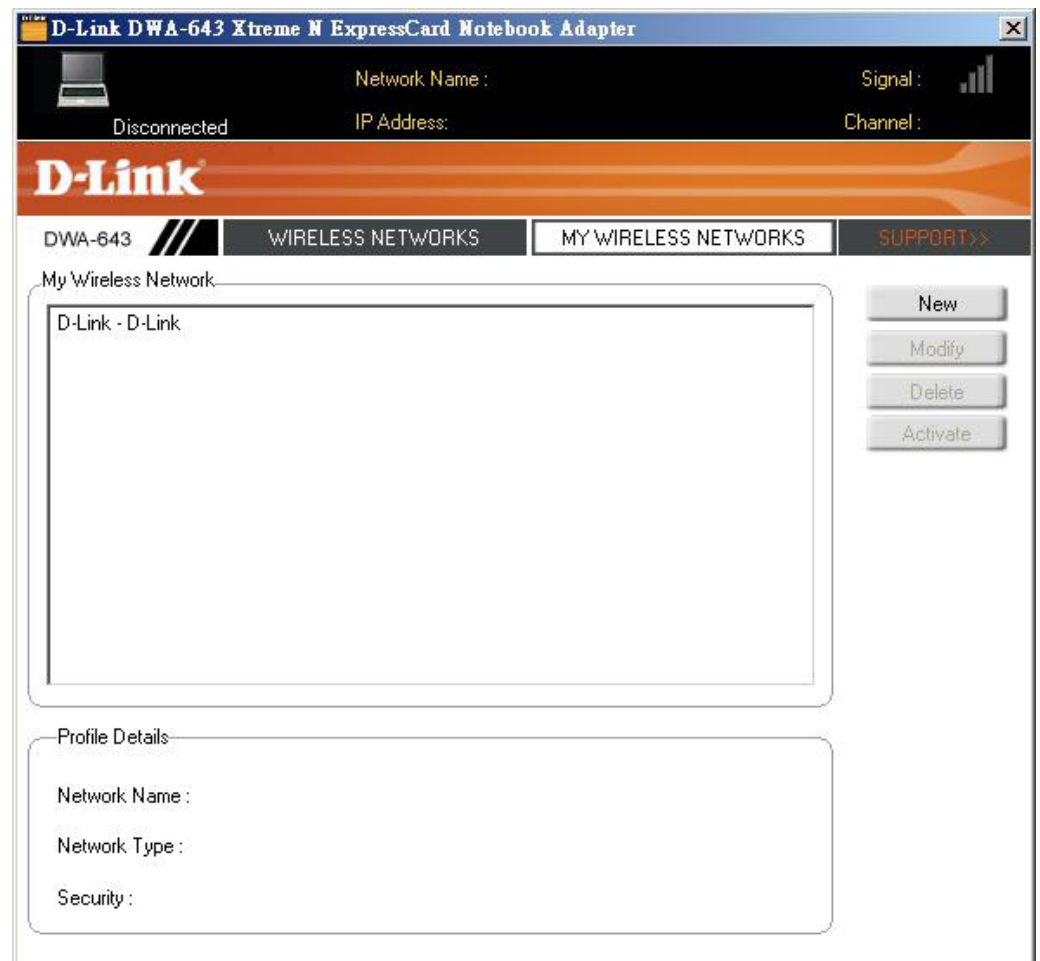 D-Link DWA-643 Xtreme N ExpressCard Notebook Adapter
Network Name :
Signal :
Disconnected
IP Address:
Channel :
D-Link
DWA-643
WIRELESS NETWORKS
MY WIRELESS NETWORKS
SUPPORT>>
My Wireless Network
D-Link - D-Link
New
Modify
Delete
Activate
Profile Details
Network Name :
Network Type :
Security :